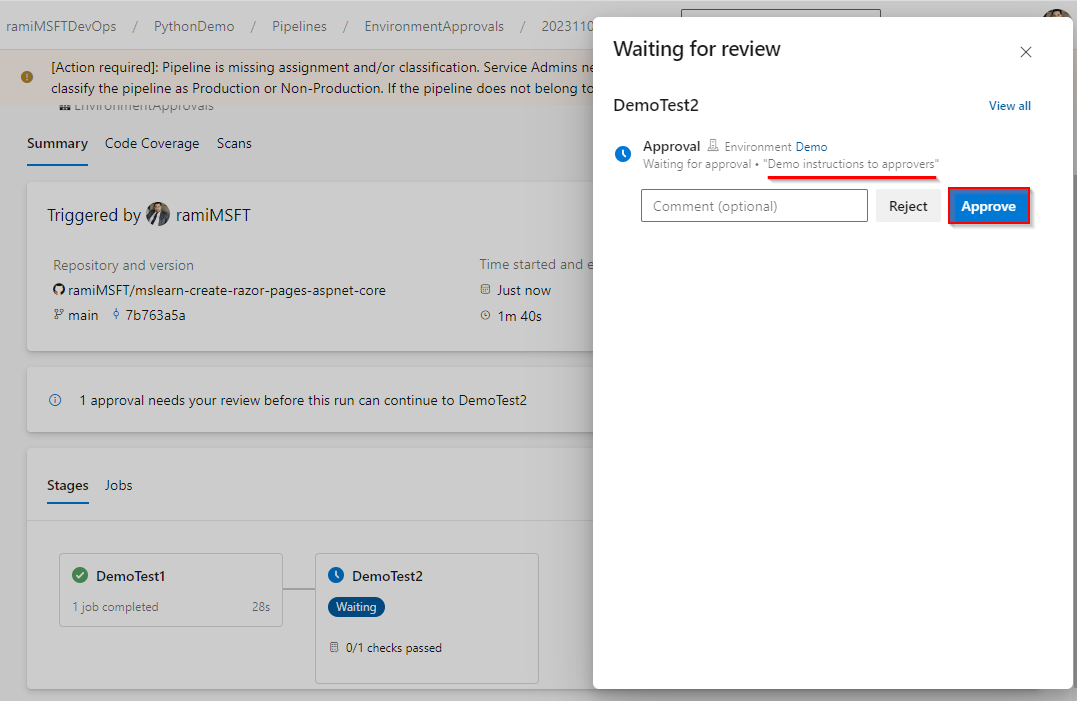 ramiMSFTDevOps / PythonDemo / Pipelines / EnvironmentApprovals /
[Action required]: Pipeline is missing assignment and/or classification. Service Admins
classify the pipeline as Production or Non-Production. If the pipeline does not belong to
EnvironmentApprovals
Summary Code Coverage Scans
Triggered by ramiMSFT
Repository and version
ramiMSFT/mslearn-create-razor-pages-aspnet-core
main 7b763a5a
Time started and
Just now
1m 40s
1 approval needs your review before this run can continue to DemoTest2
Stages Jobs
DemoTest1
1 job completed 28s
DemoTest2
Waiting
0/1 checks passed
Waiting for review
DemoTest2 View all
Approval Environment Demo
Waiting for approval • "Demo instructions to approvers"
Comment (optional) Reject Approve